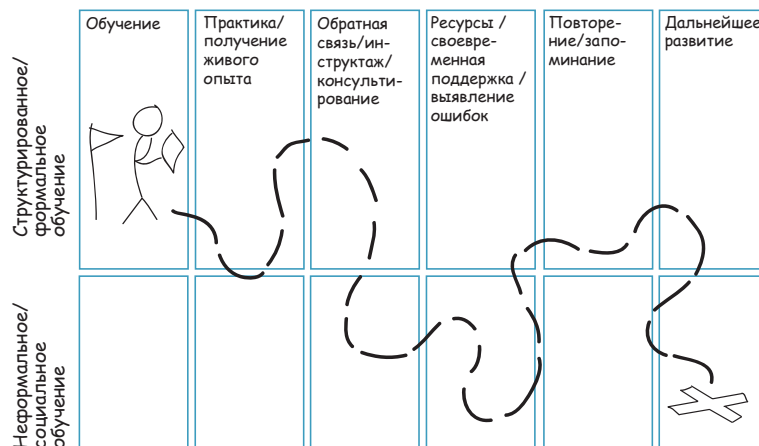 Обучение
Практика/
получение
живого
опыта
Обратная
связь/ин-
структаж/
консульти-
рование
Ресурсы /
своевре-
менная
поддержка /
выявление
ошибок
Повторе-
ние/запо-
минание
Дальнейшее
развитие
Структурированное/
формальное
обучение
Неформальное/
социальное
обучение